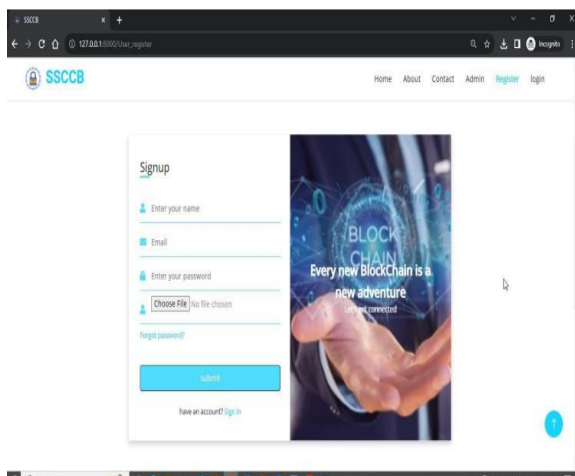 SSCCB
127.0.0.1:8000/User_register
Incognito
SSCCB
Home About Contact Admin Register login
Signup
Enter your name
Email
Enter your password
Choose File No file chosen
Forgot password?
submit
have an account? Sign in
BLOCK
CHAIN
Every new BlockChain is a
new adventure
Let's get connected